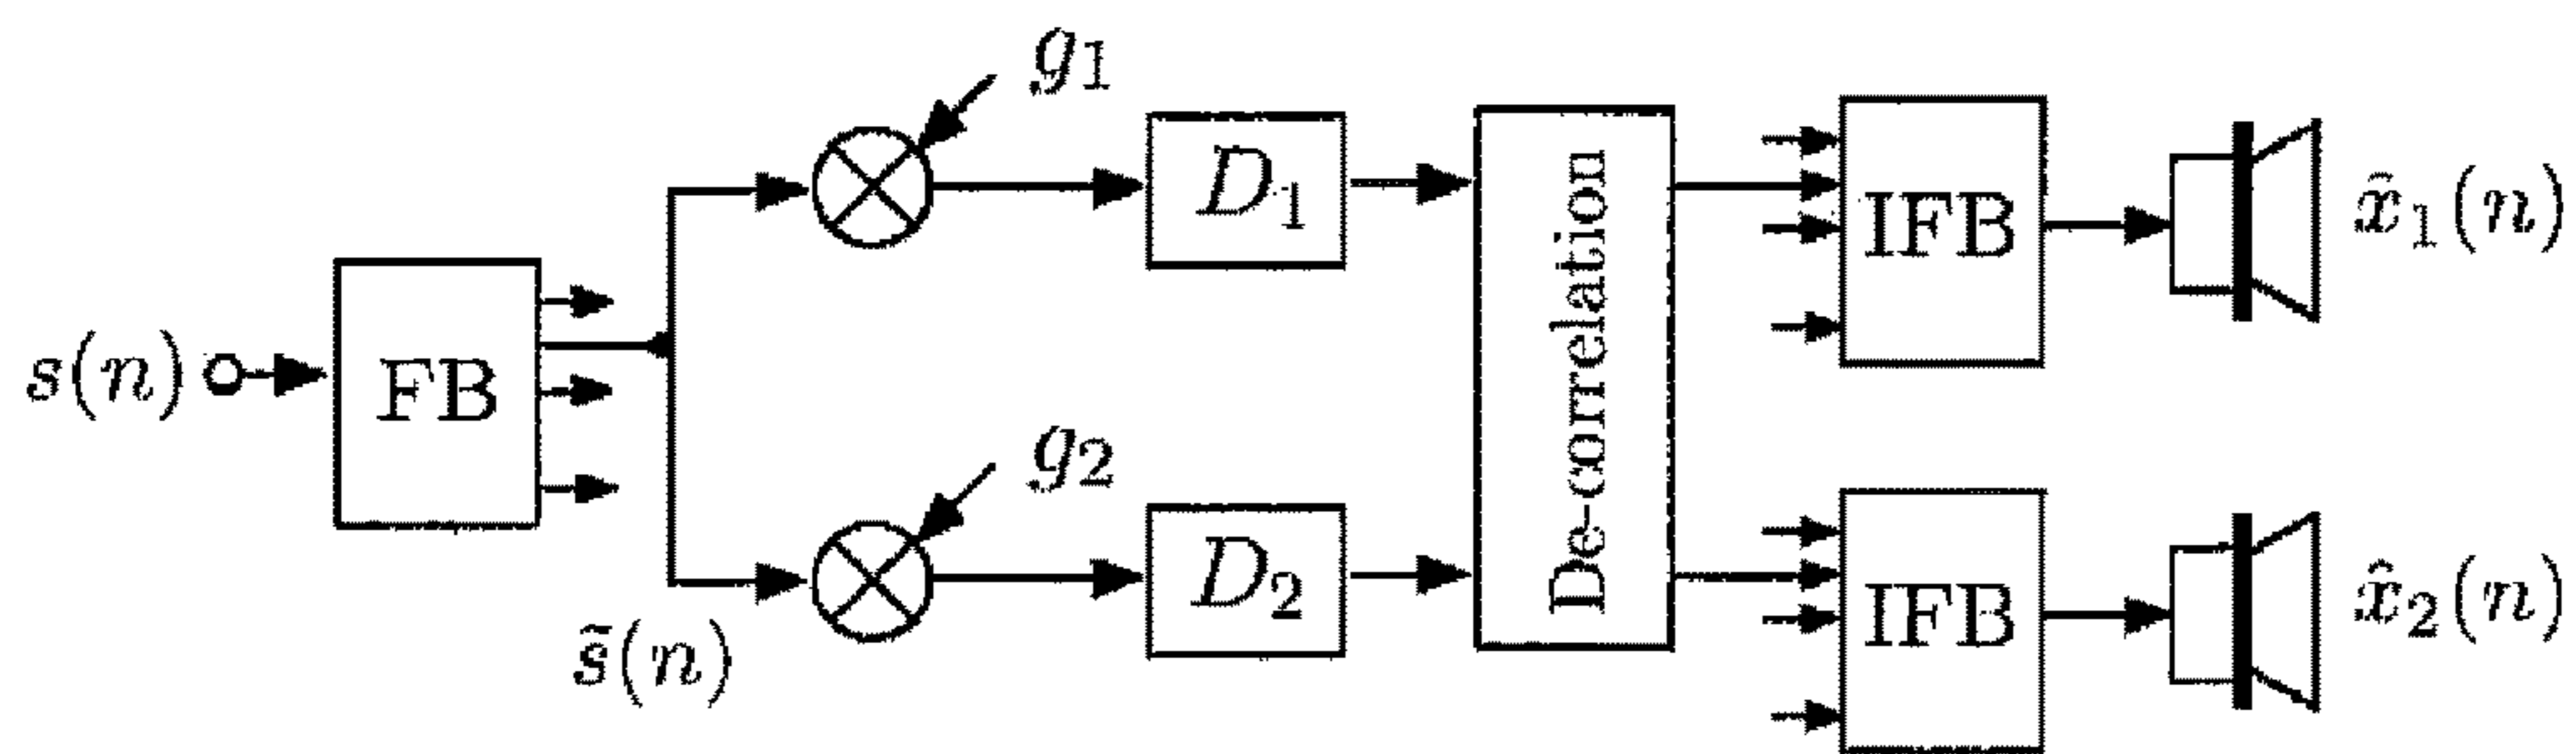 g₁
D₁
De-correlation
IFB
x̂₁(n)
s(n)
FB
g₂
D₂
IFB
x̂₂(n)
s̃(n)